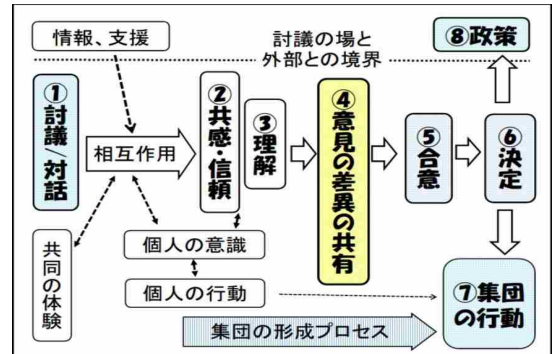 情報、支援
討議の場と
外部との境界
⑧政策
①討議/対話
相互作用
②共感・信頼
③理解
④意見の差異の共有
⑤合意
⑥決定
共同の体験
個人の意識
個人の行動
⑦集団
の行動
集団の形成プロセス